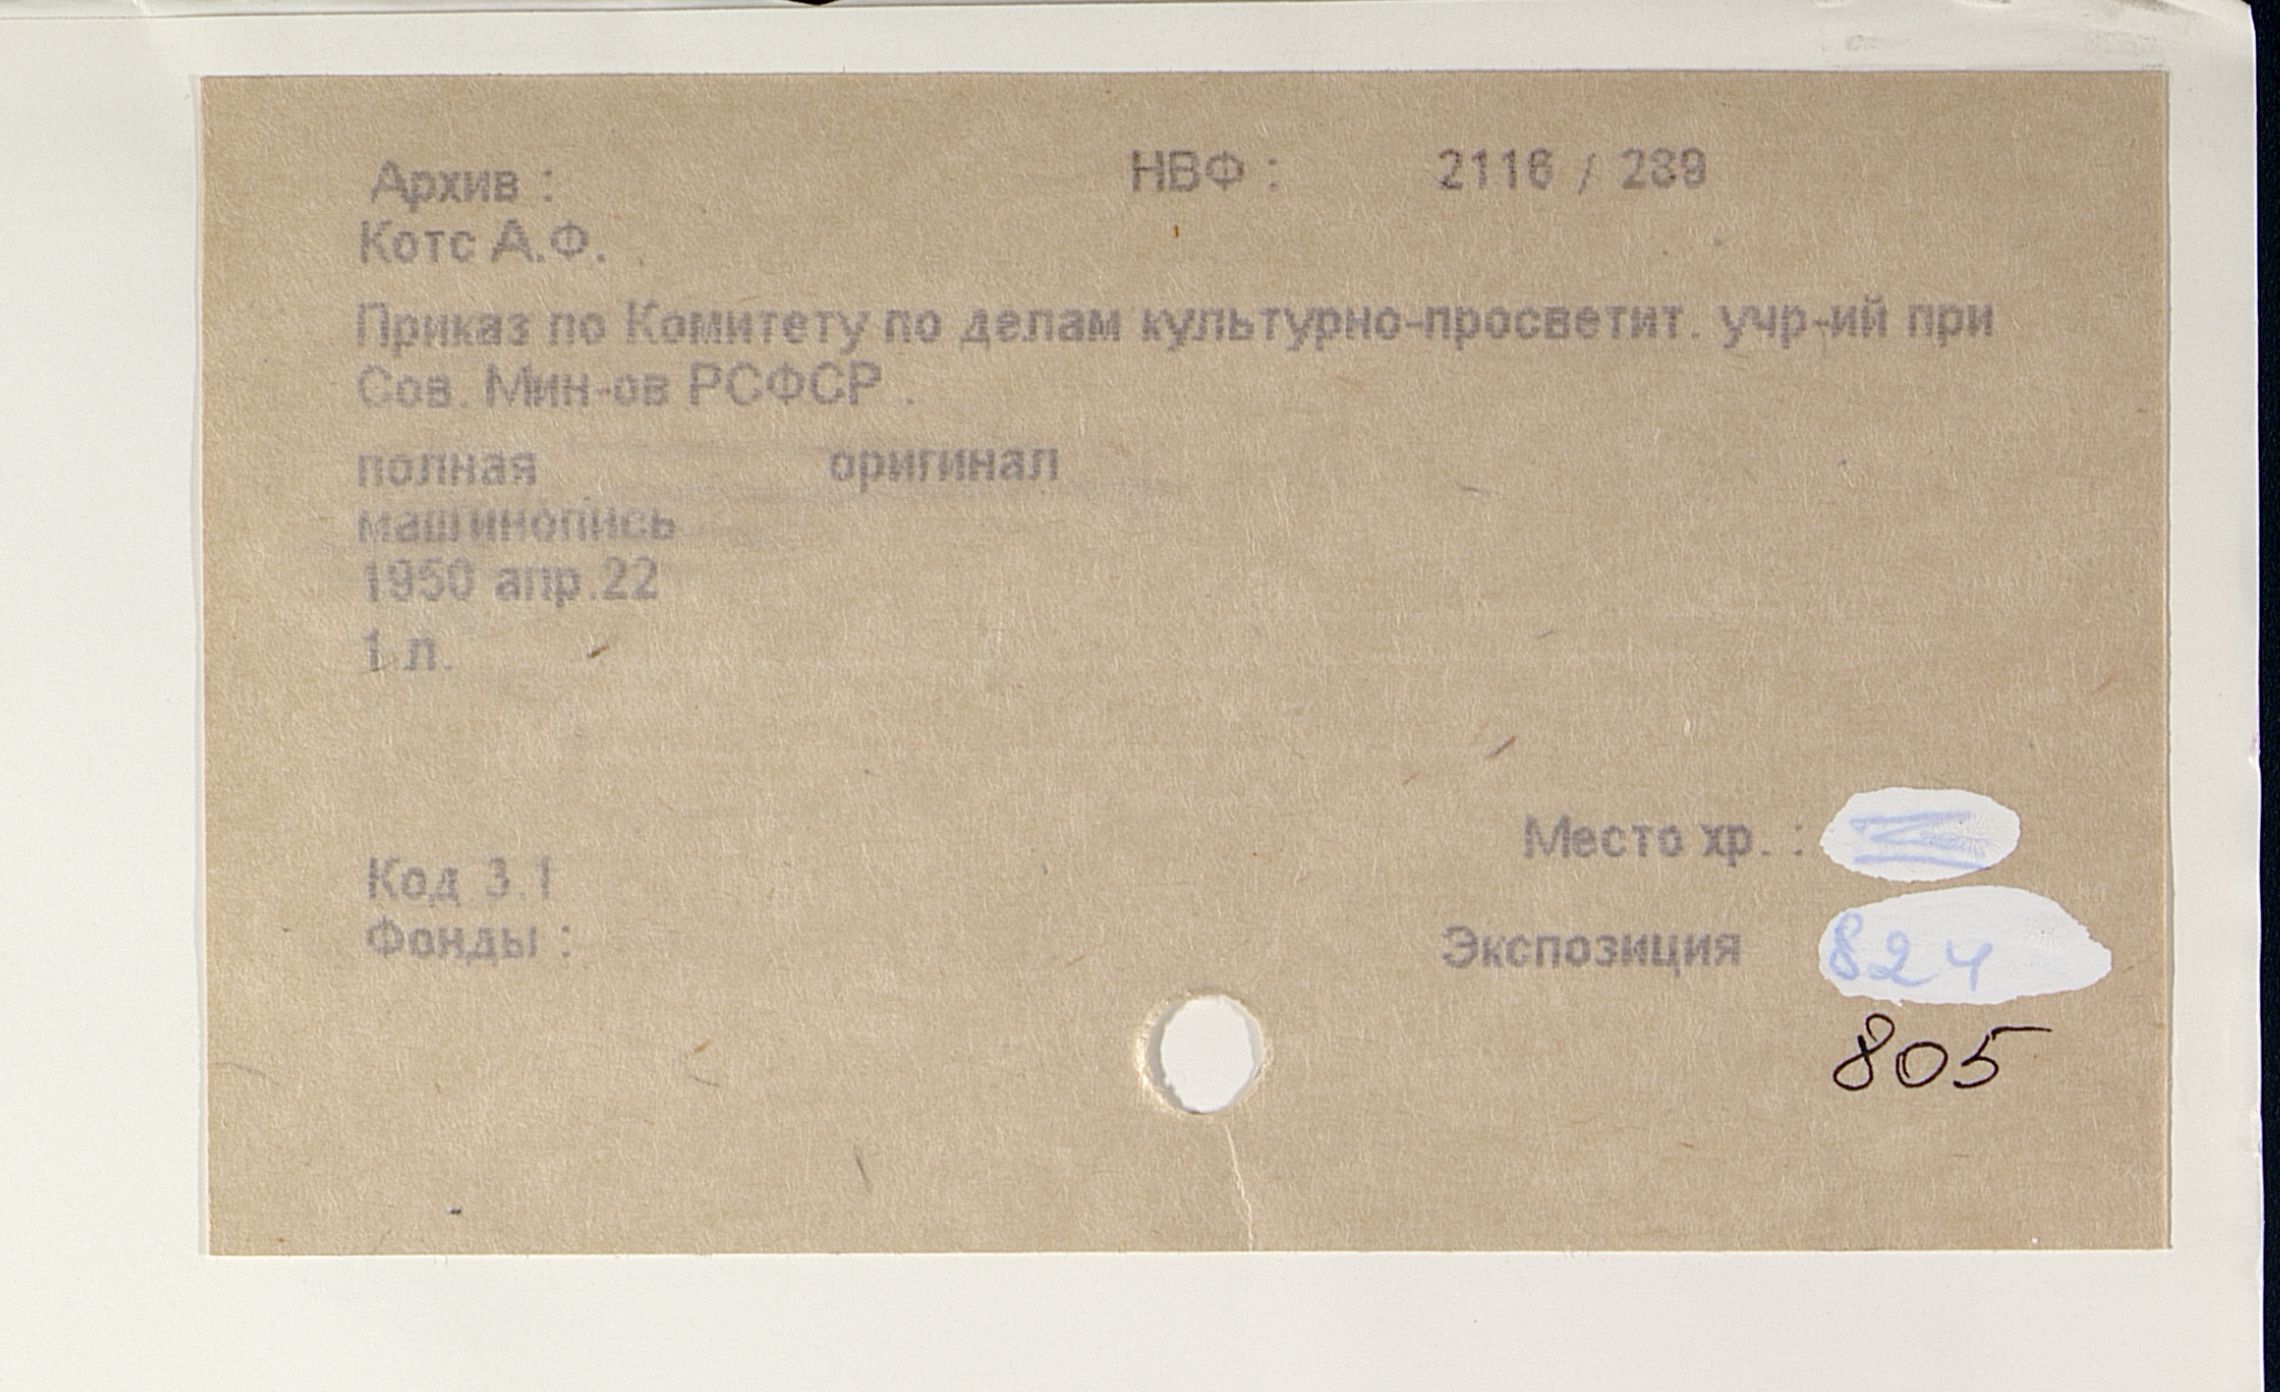 Архив : НВФ : 2116 / 239
Котс А.Ф.
Приказ по Комитету по делам культурно-просветит. учр-ий при
Сов. Мин-ов РСФСР .
полная оригинал
машинопись
1950 апр.22
1 л.
Место хр. :
Код 3.1
Фонды : Экспозиция 824
805